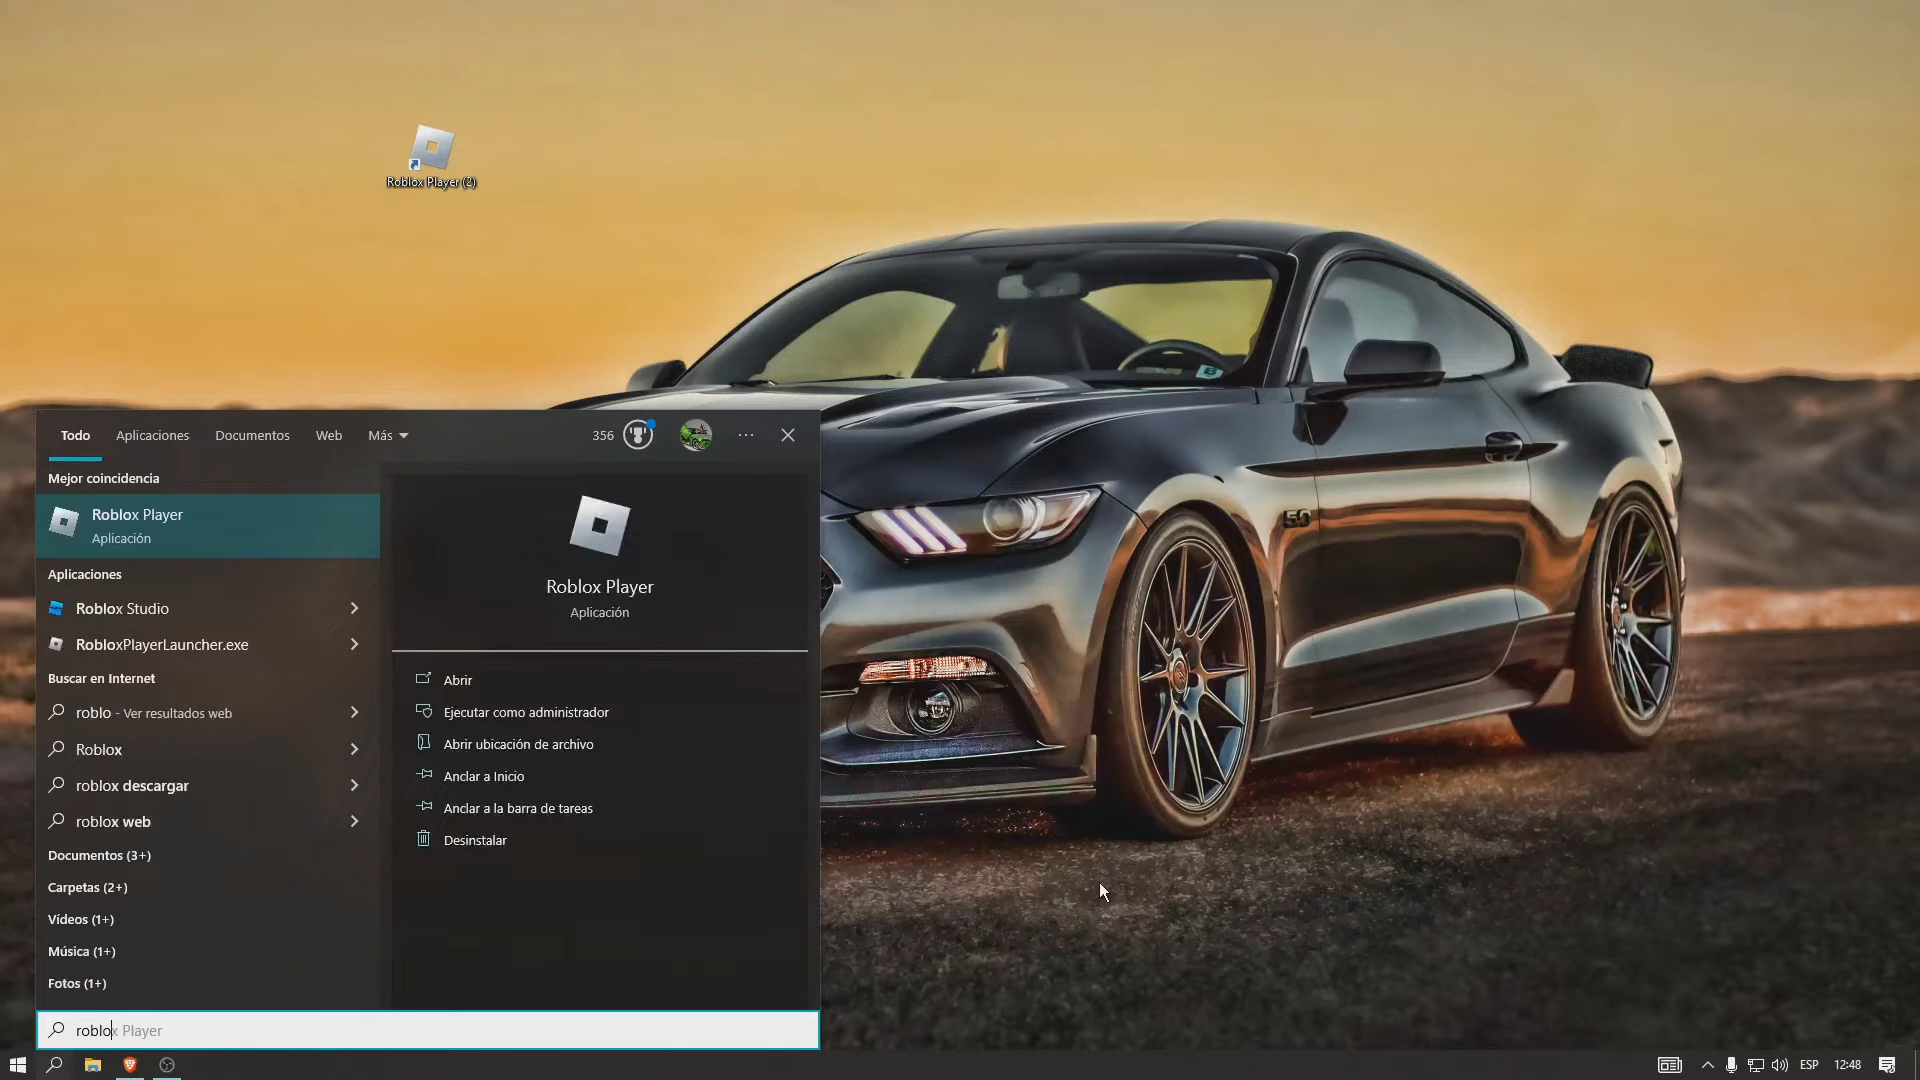 Roblox Player (2)
Todo Aplicaciones Documentos Web Más 356
Mejor coincidencia
Roblox Player
Aplicación
Aplicaciones
Roblox Studio
RobloxPlayerLauncher.exe
Buscar en Internet
roblo - Ver resultados web
Roblox
roblox descargar
roblox web
Documentos (3+)
Carpetas (2+)
Vídeos (1+)
Música (1+)
Fotos (1+)
Roblox Player
Aplicación
Abrir
Ejecutar como administrador
Abrir ubicación de archivo
Anclar a Inicio
Anclar a la barra de tareas
Desinstalar
5.0
roblox Player
ESP 12:48